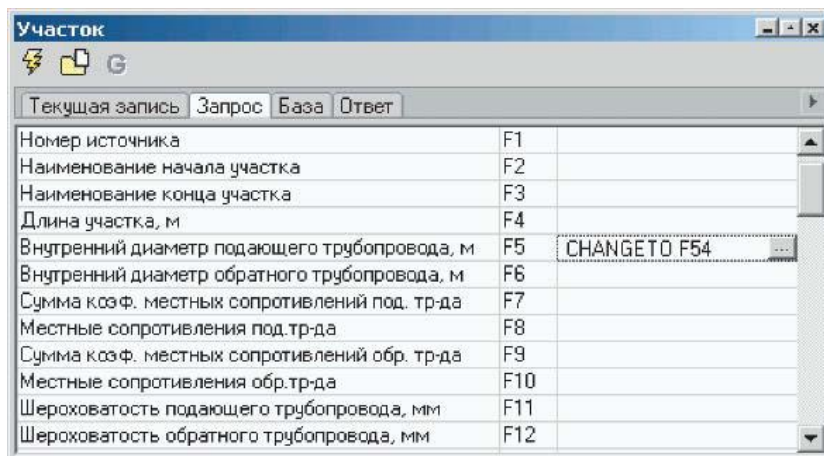 Участок
G
Текущая запись Запрос База Ответ
Номер источника F1
Наименование начала участка F2
Наименование конца участка F3
Длина участка, м F4
Внутренний диаметр подающего трубопровода, м F5 CHANGETO F54 ...
Внутренний диаметр обратного трубопровода, м F6
Сумма коэф. местных сопротивлений под. тр-да F7
Местные сопротивления под.тр-да F8
Сумма коэф. местных сопротивлений обр. тр-да F9
Местные сопротивления обр.тр-да F10
Шероховатость подающего трубопровода, мм F11
Шероховатость обратного трубопровода, мм F12